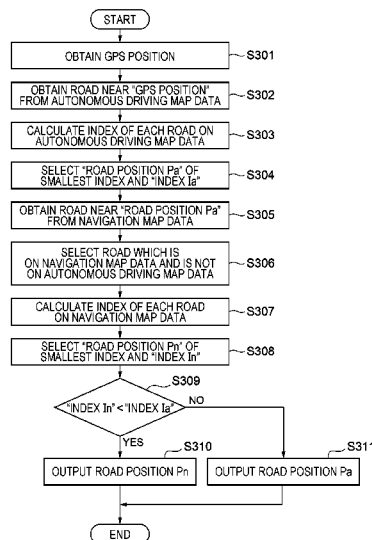 START
OBTAIN GPS POSITION
S301
OBTAIN ROAD NEAR "GPS POSITION"
FROM AUTONOMOUS DRIVING MAP DATA
S302
CALCULATE INDEX OF EACH ROAD ON
AUTONOMOUS DRIVING MAP DATA
S303
SELECT "ROAD POSITION Pa" OF
SMALLEST INDEX AND "INDEX Ia"
S304
OBTAIN ROAD NEAR "ROAD POSITION Pa"
FROM NAVIGATION MAP DATA
S305
SELECT ROAD WHICH IS
ON NAVIGATION MAP DATA AND IS NOT
ON AUTONOMOUS DRIVING MAP DATA
S306
CALCULATE INDEX OF EACH ROAD
ON NAVIGATION MAP DATA
S307
SELECT "ROAD POSITION Pn" OF
SMALLEST INDEX AND "INDEX In"
S308
S309
"INDEX In" < "INDEX Ia"
NO
YES
S310
S311
OUTPUT ROAD POSITION Pn
OUTPUT ROAD POSITION Pa
END